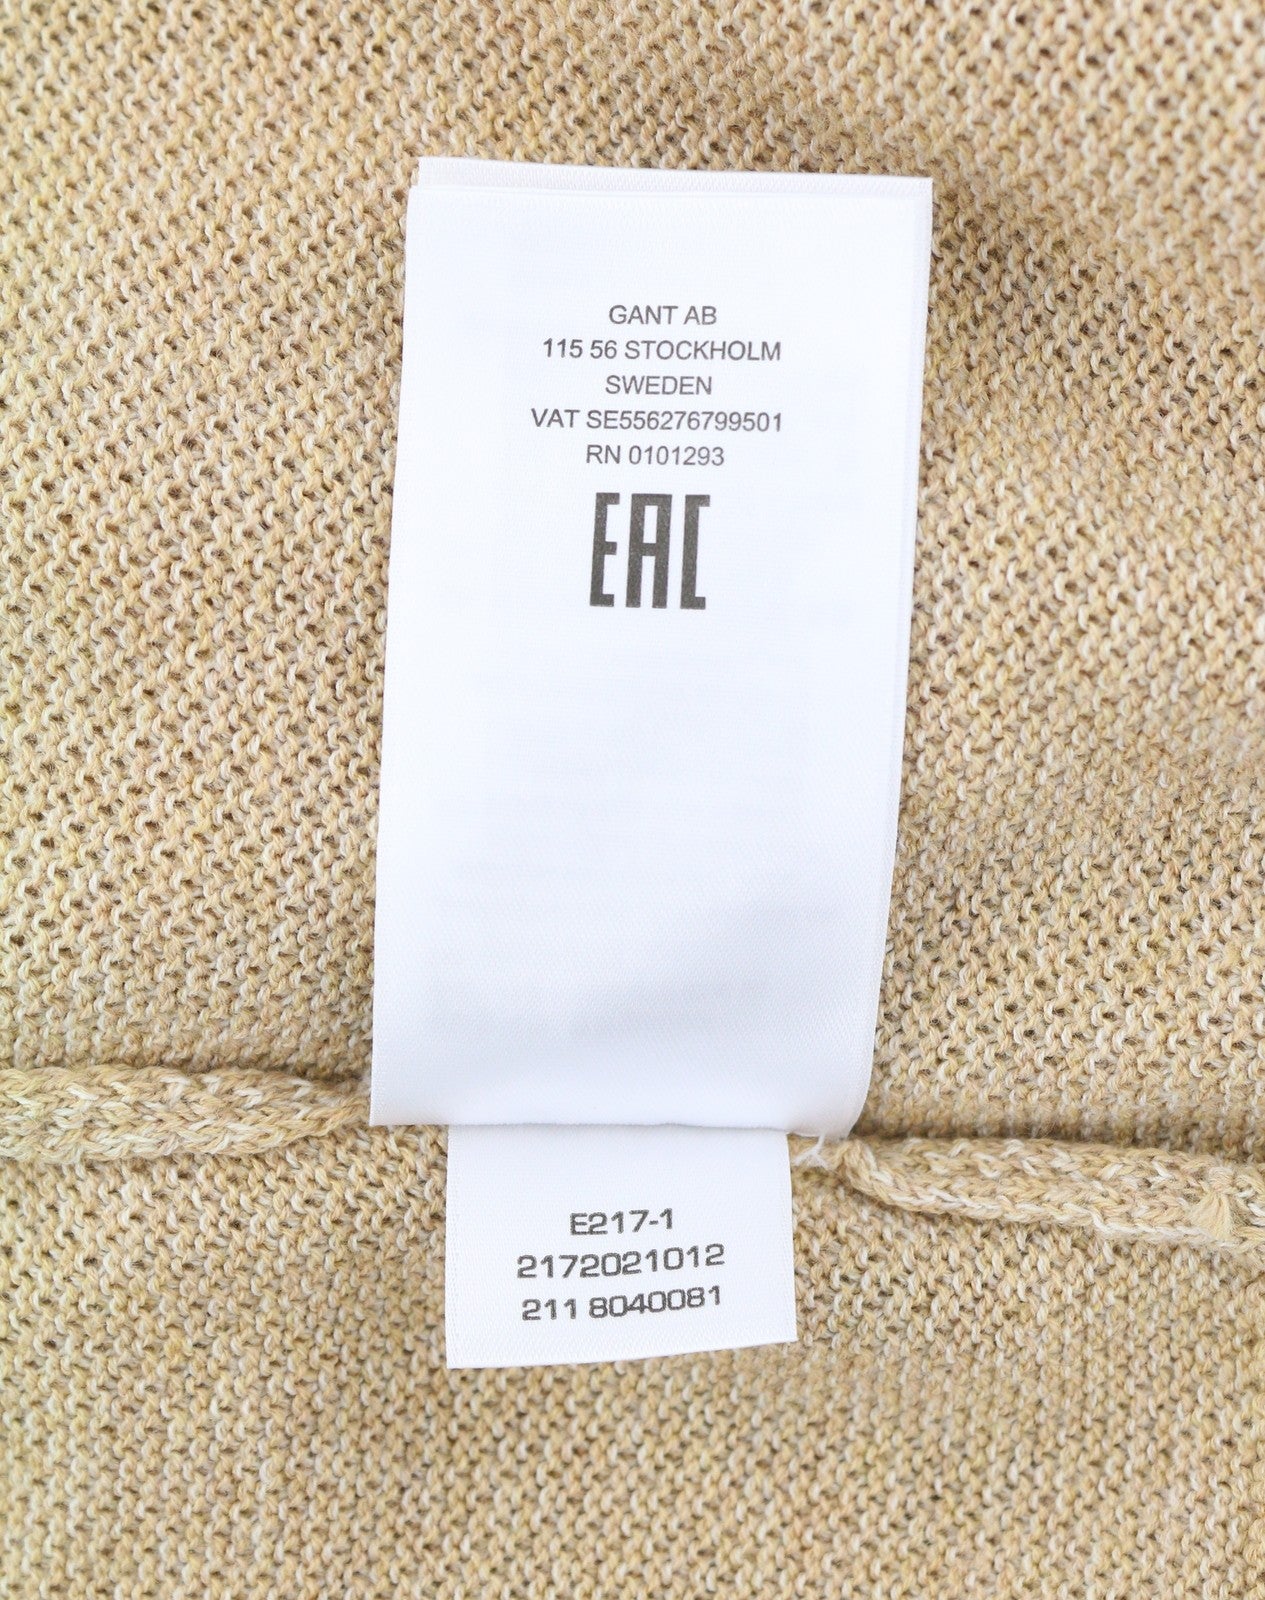 GANT AB
115 56 STOCKHOLM
SWEDEN
VAT SE556276799501
RN 0101293
EAC
E217-1
2172021012
211 8040081